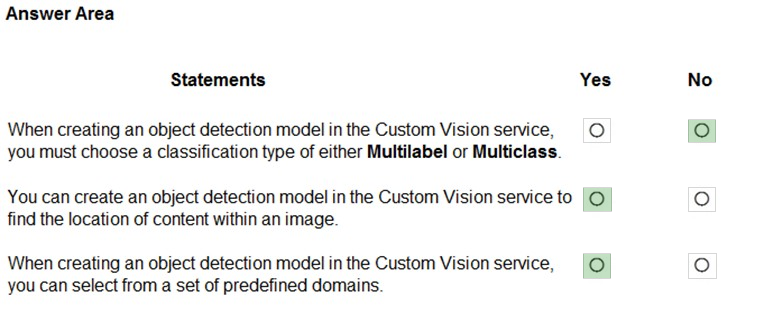 Answer Area
Statements Yes No
When creating an object detection model in the Custom Vision service,
you must choose a classification type of either Multilabel or Multiclass.
You can create an object detection model in the Custom Vision service to
find the location of content within an image.
When creating an object detection model in the Custom Vision service,
you can select from a set of predefined domains.